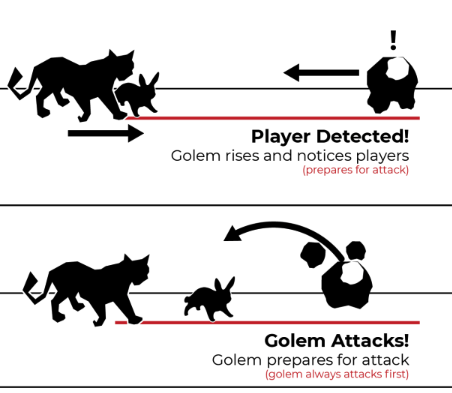 !
Player Detected!
Golem rises and notices players
(prepares for attack)
Golem Attacks!
Golem prepares for attack
(golem always attacks first)